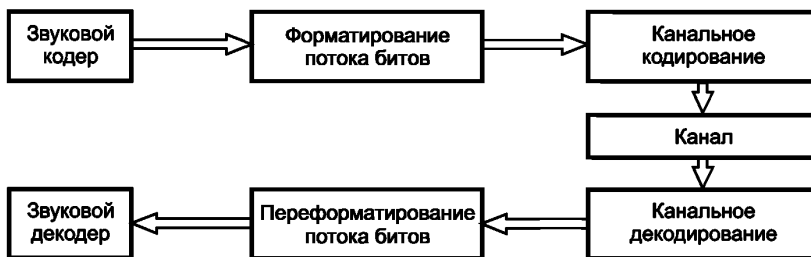 Звуковой
кодер
Форматирование
потока битов
Канальное
кодирование
Канал
Звуковой
декодер
Переформатирование
потока битов
Канальное
декодирование